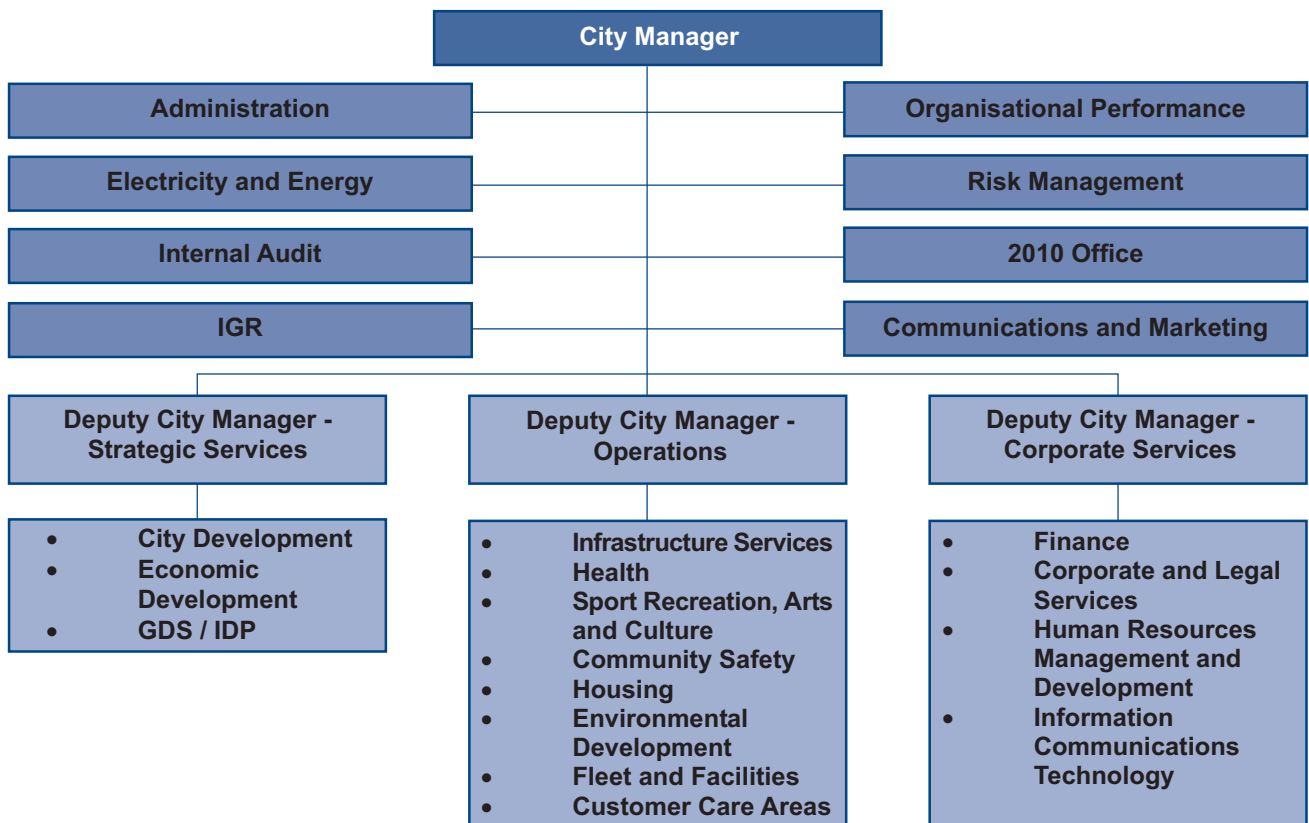 City Manager
Administration
Organisational Performance
Electricity and Energy
Risk Management
Internal Audit
2010 Office
IGR
Communications and Marketing
Deputy City Manager -
Strategic Services
Deputy City Manager -
Operations
Deputy City Manager -
Corporate Services
• City Development
• Economic
Development
• GDS / IDP
• Infrastructure Services
• Health
• Sport Recreation, Arts
and Culture
• Community Safety
• Housing
• Environmental
Development
• Fleet and Facilities
• Customer Care Areas
• Finance
• Corporate and Legal
Services
• Human Resources
Management and
Development
• Information
Communications
Technology